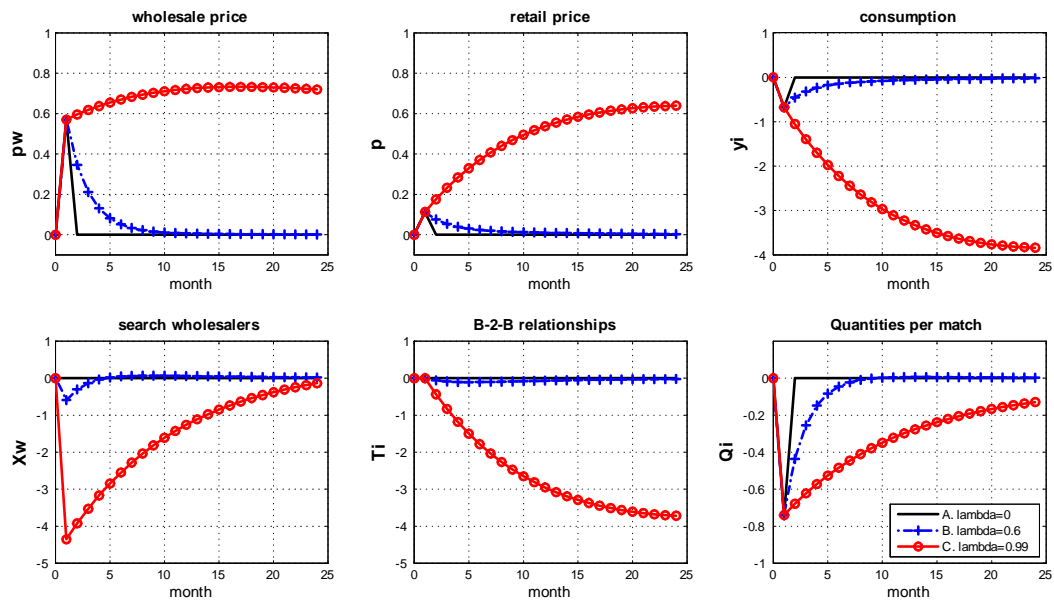 wholesale price
retail price
consumption
1
0.8
0.6
0.4
0.2
0
pw
0 5 10 15 20 25
month
1
0.8
0.6
0.4
0.2
0
p
0 5 10 15 20 25
month
1
0
-1
-2
-3
-4
yi
0 5 10 15 20 25
month
search wholesalers
B-2-B relationships
Quantities per match
1
0
-1
-2
-3
-4
-5
Xw
0 5 10 15 20 25
month
1
0
-1
-2
-3
-4
-5
Ti
0 5 10 15 20 25
month
0.2
0
-0.2
-0.4
-0.6
-0.8
-1
Qi
A. lambda=0
B. lambda=0.6
C. lambda=0.99
0 5 10 15 20 25
month